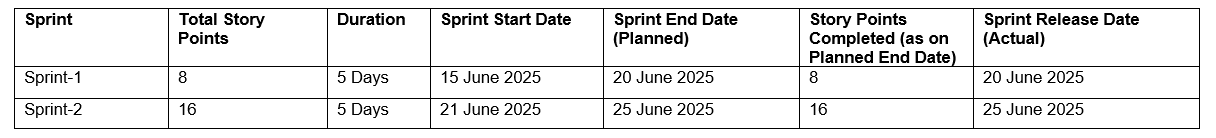 Sprint Total Story Points Duration Sprint Start Date Sprint End Date (Planned) Story Points Completed (as on Planned End Date) Sprint Release Date (Actual)
Sprint-1 8 5 Days 15 June 2025 20 June 2025 8 20 June 2025
Sprint-2 16 5 Days 21 June 2025 25 June 2025 16 25 June 2025